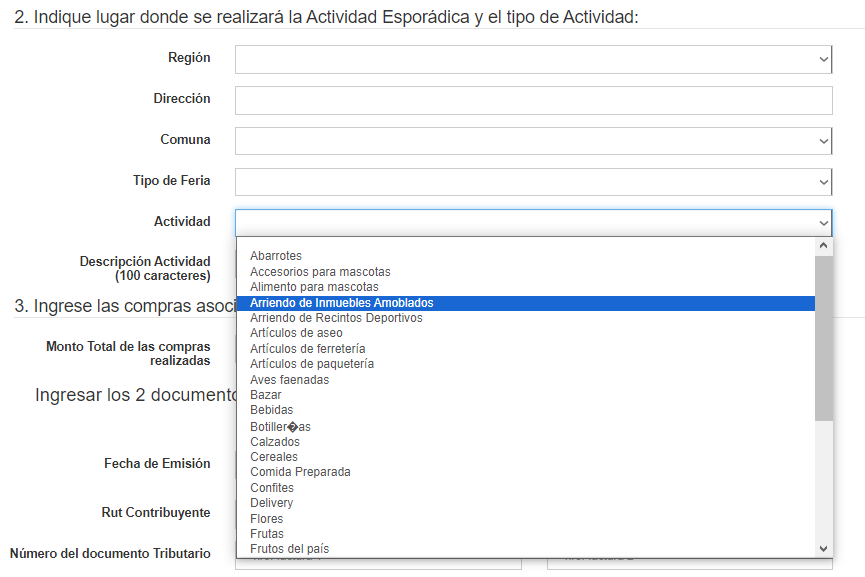 2. Indique lugar donde se realizará la Actividad Esporádica y el tipo de Actividad:
Región
Dirección
Comuna
Tipo de Feria
Actividad
Descripción Actividad
(100 caracteres)
Abarrotes
Accesorios para mascotas
Alimento para mascotas
Arriendo de Inmuebles Amoblados
Arriendo de Recintos Deportivos
Artículos de aseo
Artículos de ferretería
Artículos de paquetería
Aves faenadas
Bazar
Bebidas
Botiller�as
Calzados
Cereales
Comida Preparada
Confites
Delivery
Flores
Frutas
Frutos del país
3. Ingrese las compras asoci
Monto Total de las compras
realizadas
Ingresar los 2 documento
Fecha de Emisión
Rut Contribuyente
Número del documento Tributario